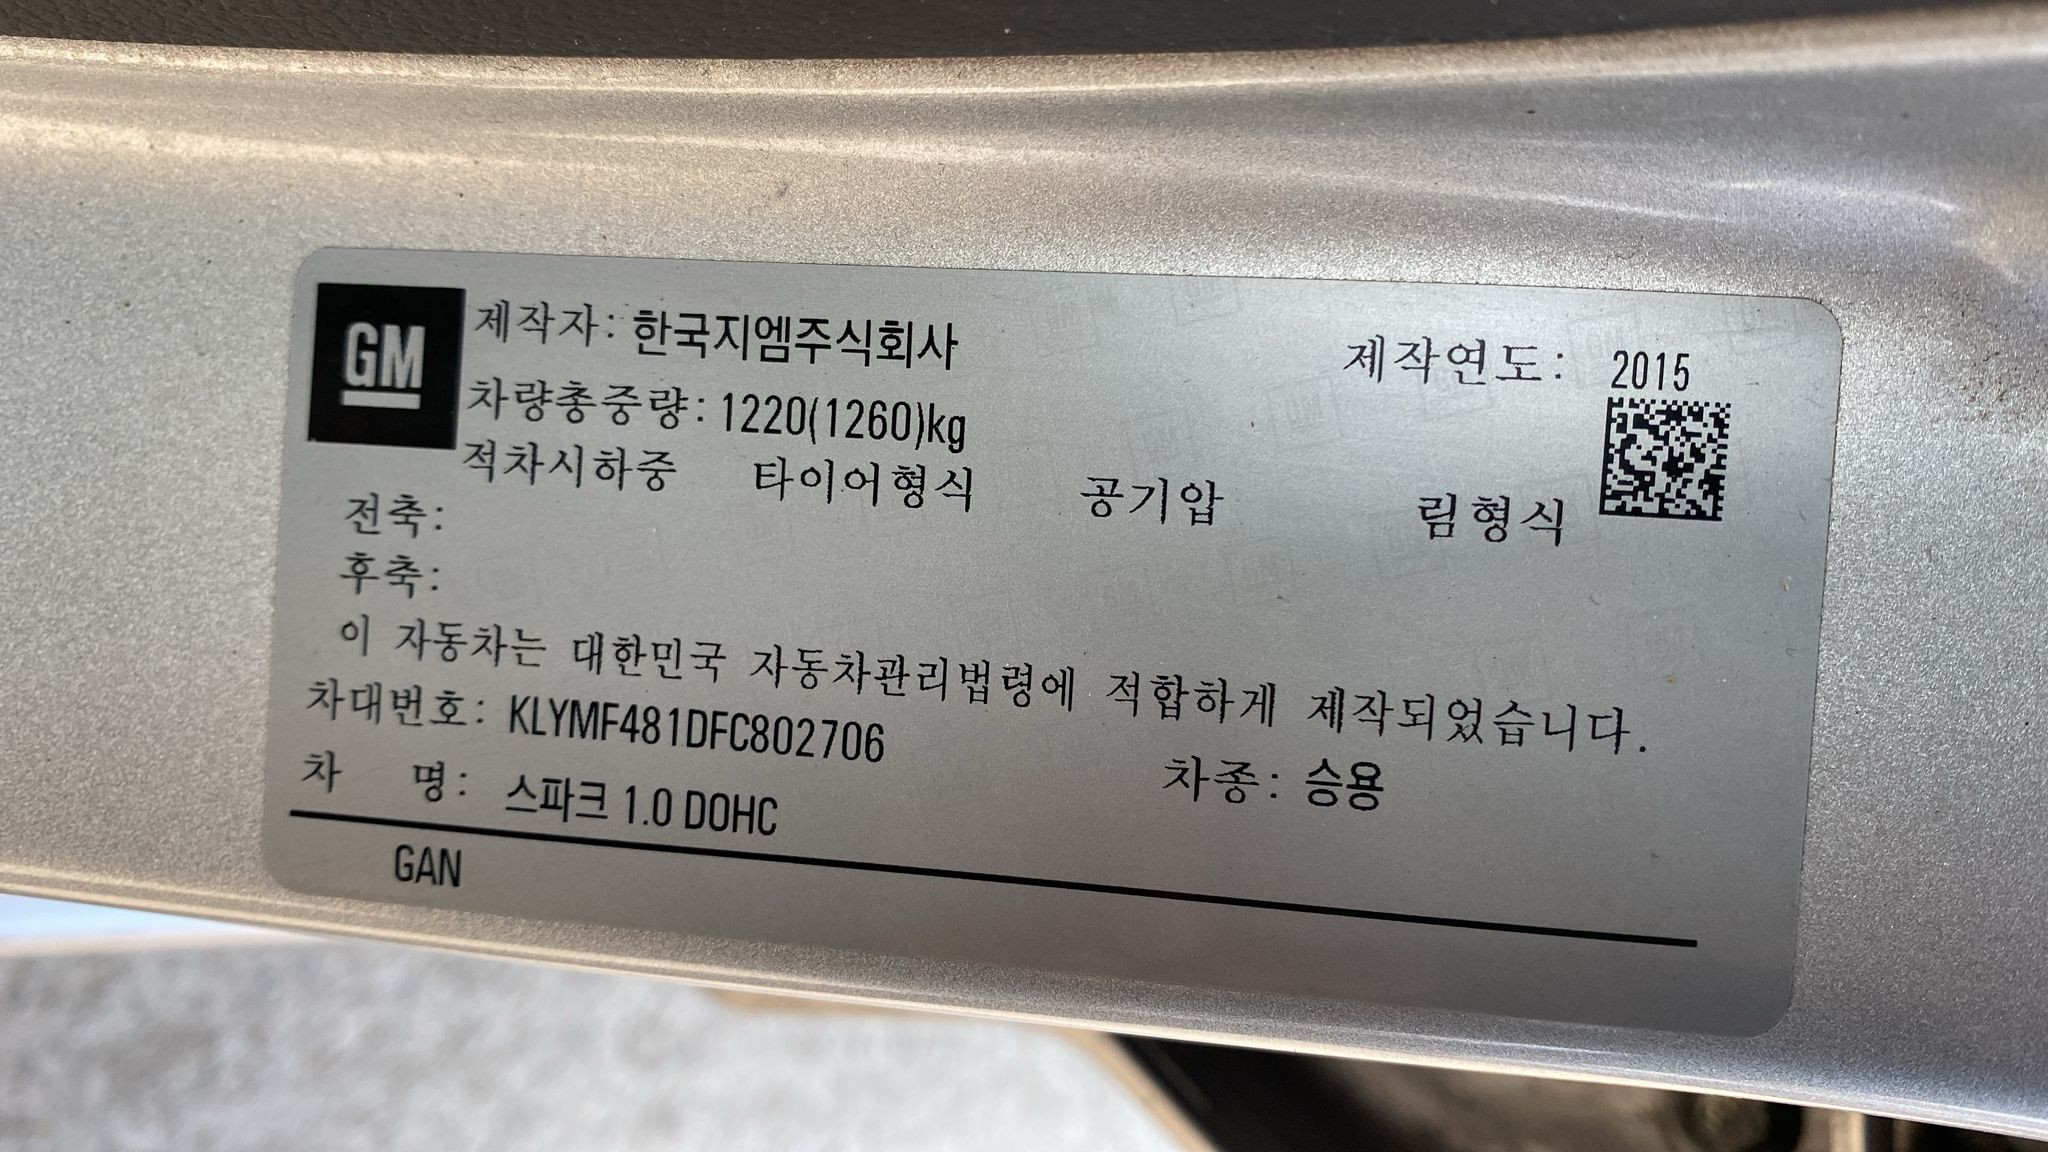 GM
제작자: 한국지엠주식회사 제작연도: 2015
차량총중량: 1220(1260)kg
적차시하중 타이어형식 공기압 림형식
전축:
후축:
이 자동차는 대한민국 자동차관리법령에 적합하게 제작되었습니다.
차대번호: KLYMF481DFC802706
차 명: 스파크 1.0 DOHC 차종: 승용
GAN